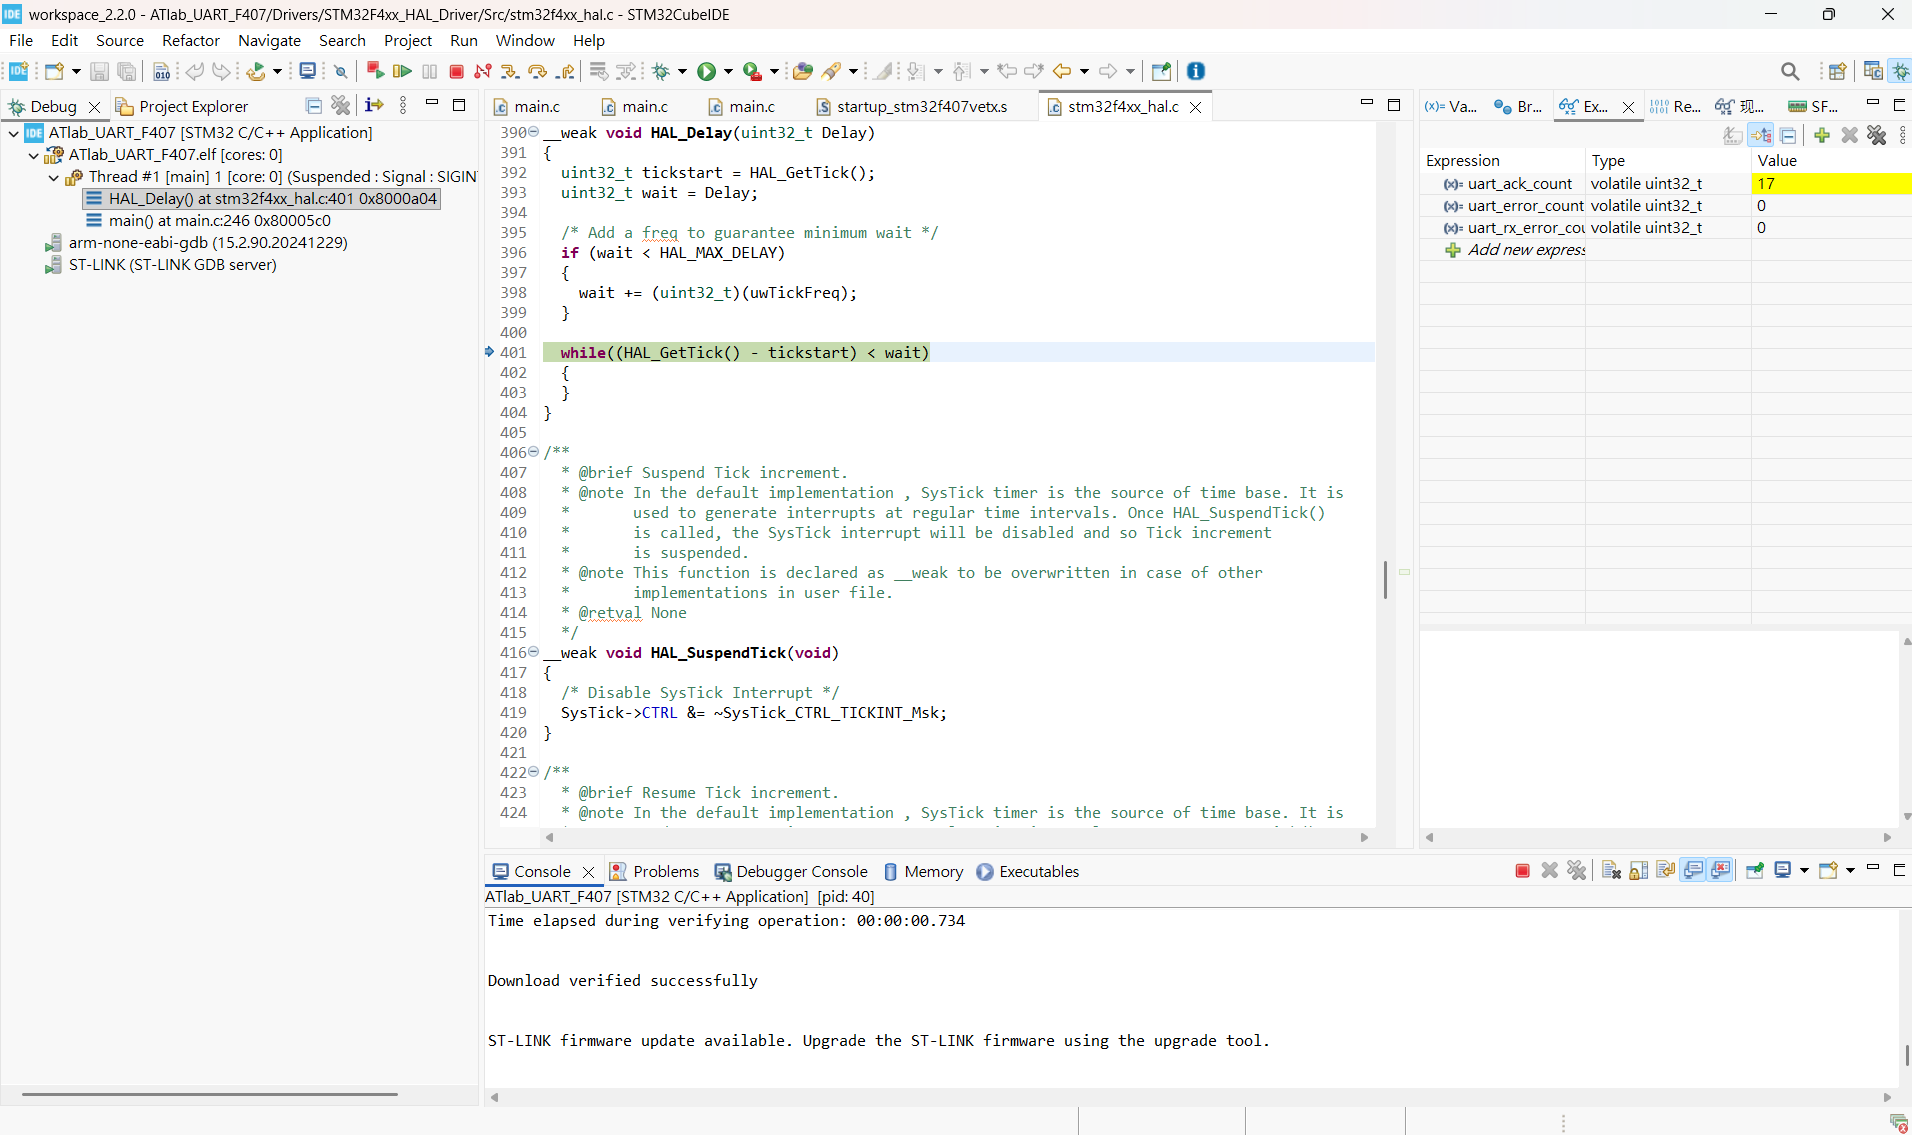 IDE workspace_2.2.0 - ATlab_UART_F407/Drivers/STM32F4xx_HAL_Driver/Src/stm32f4xx_hal.c - STM32CubeIDE
File Edit Source Refactor Navigate Search Project Run Window Help
Debug
Project Explorer
IDE ATlab_UART_F407 [STM32 C/C++ Application]
ATlab_UART_F407.elf [cores: 0]
Thread #1 [main] 1 [core: 0] (Suspended : Signal : SIGIN
HAL_Delay() at stm32f4xx_hal.c:401 0x8000a04
main() at main.c:246 0x80005c0
arm-none-eabi-gdb (15.2.90.20241229)
ST-LINK (ST-LINK GDB server)
main.c main.c main.c startup_stm32f407vetx.s stm32f4xx_hal.c
390 __weak void HAL_Delay(uint32_t Delay)
391 {
392 uint32_t tickstart = HAL_GetTick();
393 uint32_t wait = Delay;
394
395 /* Add a freq to guarantee minimum wait */
396 if (wait < HAL_MAX_DELAY)
397 {
398 wait += (uint32_t)(uwTickFreq);
399 }
400
401 while((HAL_GetTick() - tickstart) < wait)
402 {
403 }
404 }
405
406 /**
407 * @brief Suspend Tick increment.
408 * @note In the default implementation , SysTick timer is the source of time base. It is
409 * used to generate interrupts at regular time intervals. Once HAL_SuspendTick()
410 * is called, the SysTick interrupt will be disabled and so Tick increment
411 * is suspended.
412 * @note This function is declared as __weak to be overwritten in case of other
413 * implementations in user file.
414 * @retval None
415 */
416 __weak void HAL_SuspendTick(void)
417 {
418 /* Disable SysTick Interrupt */
419 SysTick->CTRL &= ~SysTick_CTRL_TICKINT_Msk;
420 }
421
422 /**
423 * @brief Resume Tick increment.
424 * @note In the default implementation , SysTick timer is the source of time base. It is
(x)= Va... Br... Ex... Re... 现... SF...
Expression Type Value
(x)= uart_ack_count volatile uint32_t 17
(x)= uart_error_count volatile uint32_t 0
(x)= uart_rx_error_cou volatile uint32_t 0
Add new express
Console Problems Debugger Console Memory Executables
ATlab_UART_F407 [STM32 C/C++ Application] [pid: 40]
Time elapsed during verifying operation: 00:00:00.734
Download verified successfully
ST-LINK firmware update available. Upgrade the ST-LINK firmware using the upgrade tool.